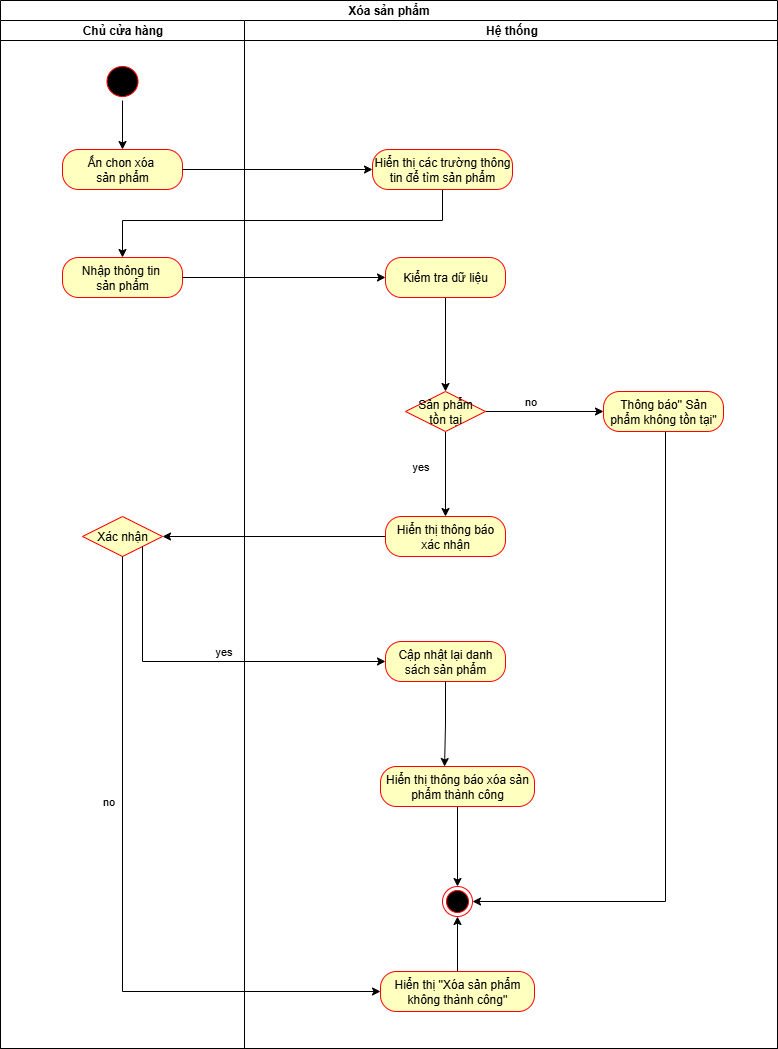 Xóa sản phẩm
Chủ cửa hàng
Hệ thống
Ấn chon xóa
sản phẩm
Hiển thị các trường thông
tin để tìm sản phẩm
Nhập thông tin
sản phẩm
Kiểm tra dữ liệu
Sản phẩm
tồn tại
no
Thông báo" Sản
phẩm không tồn tại"
yes
Xác nhận
Hiển thị thông báo
xác nhận
yes
Cập nhật lại danh
sách sản phẩm
Hiển thị thông báo xóa sản
phẩm thành công
no
Hiển thị "Xóa sản phẩm
không thành công"